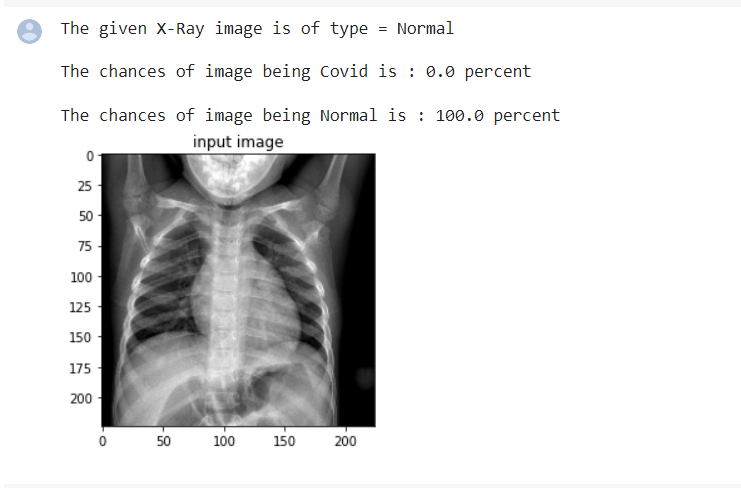 The given X-Ray image is of type = Normal
The chances of image being Covid is : 0.0 percent
The chances of image being Normal is : 100.0 percent
input image
0
25
50
75
100
125
150
175
200
0 50 100 150 200